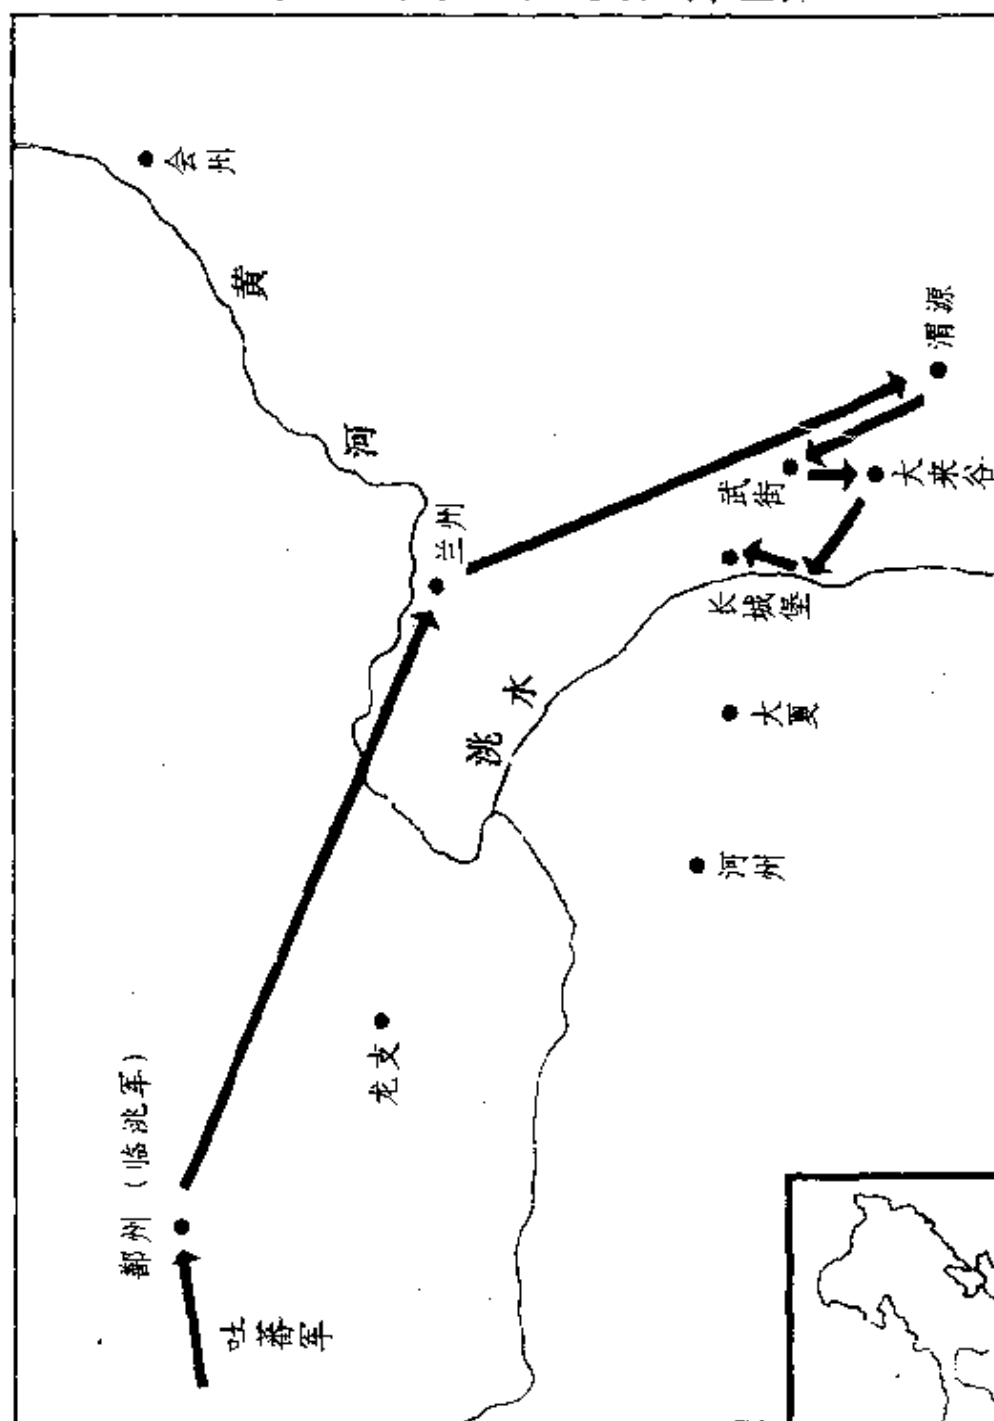 会州
黄
河
渭源
兰州
武街
大来谷
长城堡
洮
水
大夏
河州
龙支
鄯州（临洮军）
吐蕃军